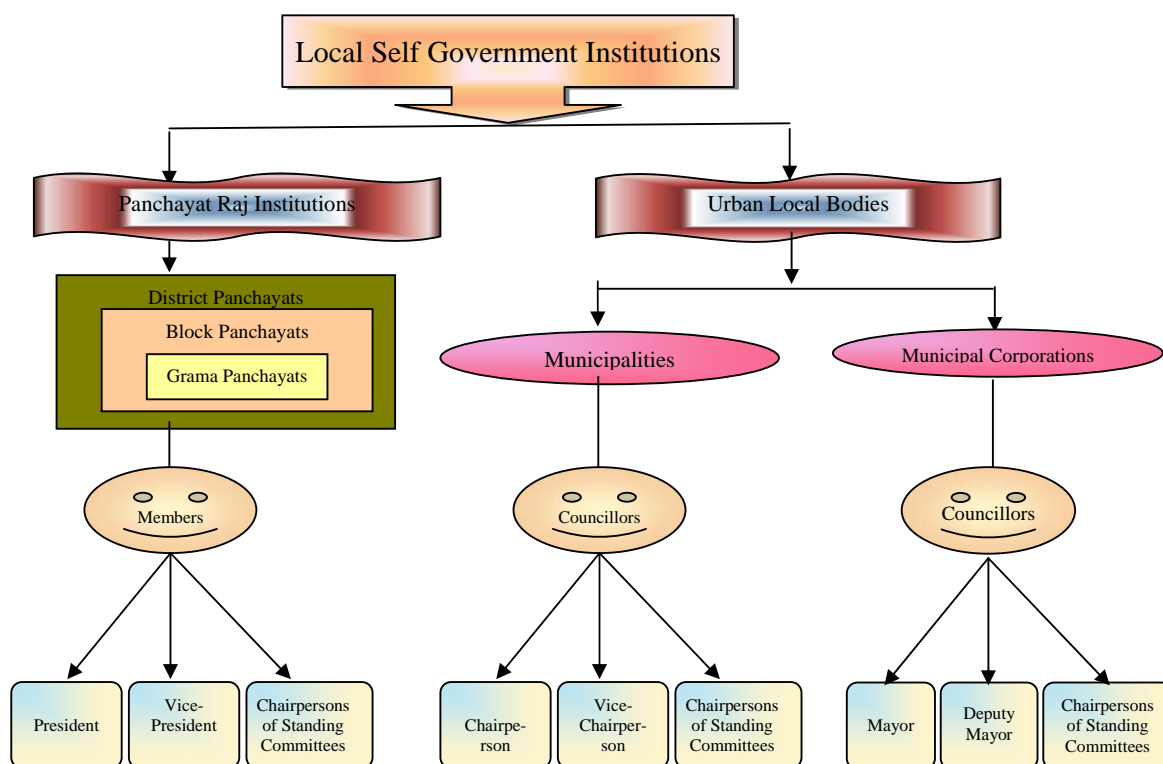 Local Self Government Institutions
Panchayat Raj Institutions
Urban Local Bodies
District Panchayats
Block Panchayats
Grama Panchayats
Municipalities
Municipal Corporations
Members
Councillors
Councillors
President
Vice-
President
Chairpersons
of Standing
Committees
Chairpe-
rson
Vice-
Chairper-
son
Chairpersons
of Standing
Committees
Mayor
Deputy
Mayor
Chairpersons
of Standing
Committees